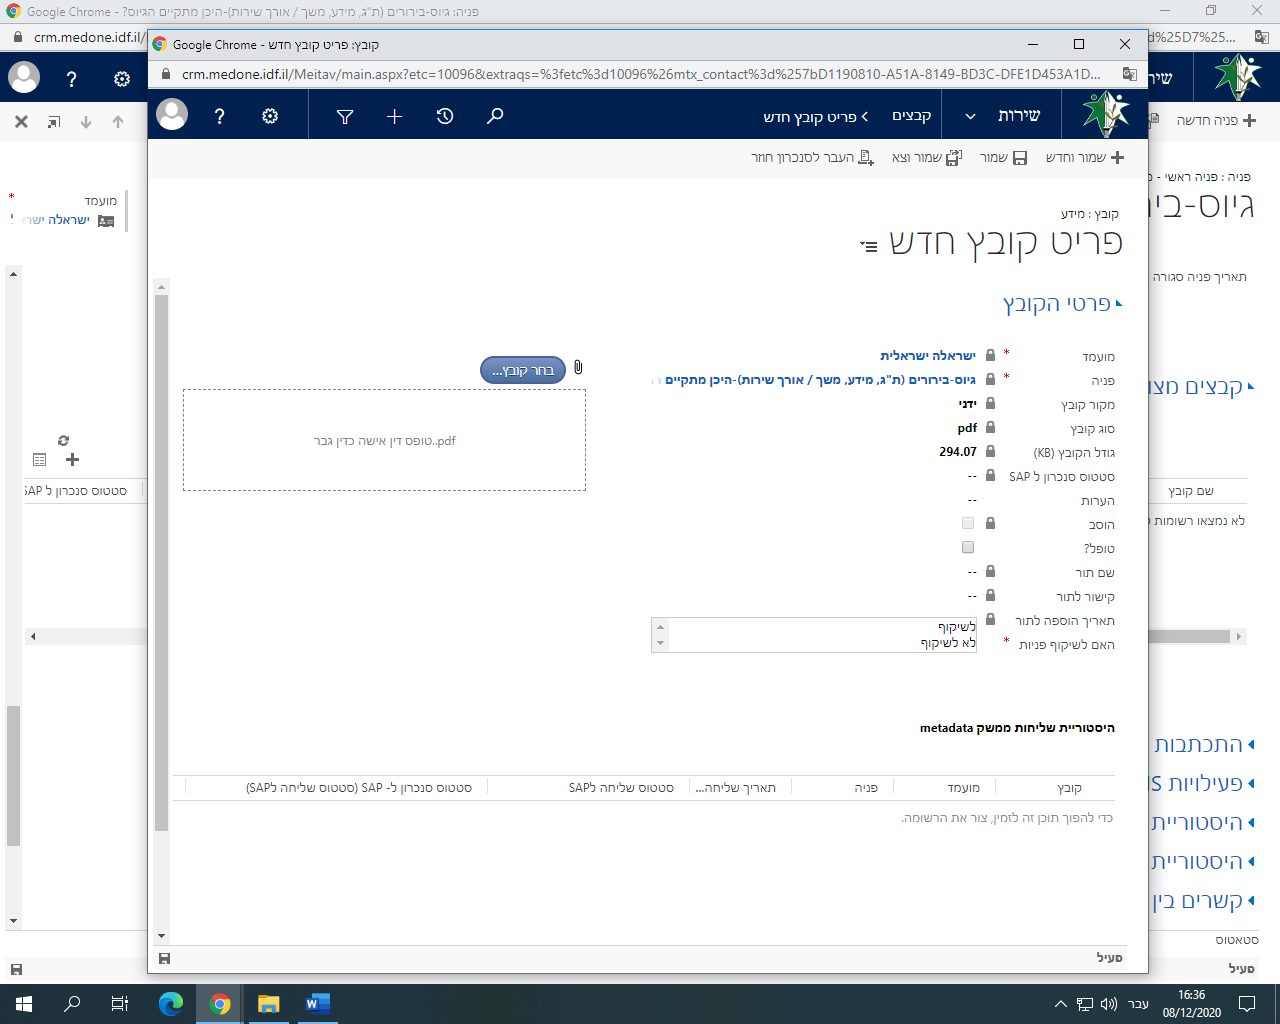 פניה: גיוס-בירורים (ת"ג, מידע, משך / אורך שירות)-היכן מתקיים הגיוס? - Google Chrome
crm.medone.idf.il/
d%25D7%25...
שירות
פניה חדשה
פניה : פניה ראשי -
גיוס-בירו
תאריך פניה סגורה
מועמד
*
ישראלה ישרא
קבצים מצו
שם קובץ
סטטוס סנכרון ל SAP
לא נמצאו רשומות
התכתבות
פעילויות
היסטוריית
היסטוריית
קשרים בין
סטאטוס
פעיל
קובץ: פריט קובץ חדש - Google Chrome
crm.medone.idf.il/Meitav/main.aspx?etc=10096&extraqs=%3fetc%3d10096%26mtx_contact%3d%257bD1190810-A51A-8149-BD3C-DFE1D453A1D...
שירות
קבצים
פריט קובץ חדש
שמור וחדש
שמור
שמור וצא
העבר לסנכרון חוזר
קובץ : מידע
פריט קובץ חדש
פרטי הקובץ
מועמד * ישראלה ישראלית
פניה * גיוס-בירורים (ת"ג, מידע, משך / אורך שירות)-היכן מתקיים
מקור קובץ ידני
סוג קובץ pdf
גודל הקובץ (KB) 294.07
סטטוס סנכרון ל SAP --
הערות --
הוסב
טופל?
שם תור --
קישור לתור --
תאריך הוספה לתור
האם לשיקוף פניות *
לשיקוף
לא לשיקוף
בחר קובץ...
טופס דין אישה כדין גבר..pdf
היסטוריית שליחות ממשק metadata
קובץ מועמד פניה תאריך שליחה... סטטוס שליחה לSAP סטטוס סנכרון ל- SAP (סטטוס שליחה לSAP)
כדי להפוך תוכן זה לזמין, צור את הרשומה.
פעיל
עבר
16:36
08/12/2020